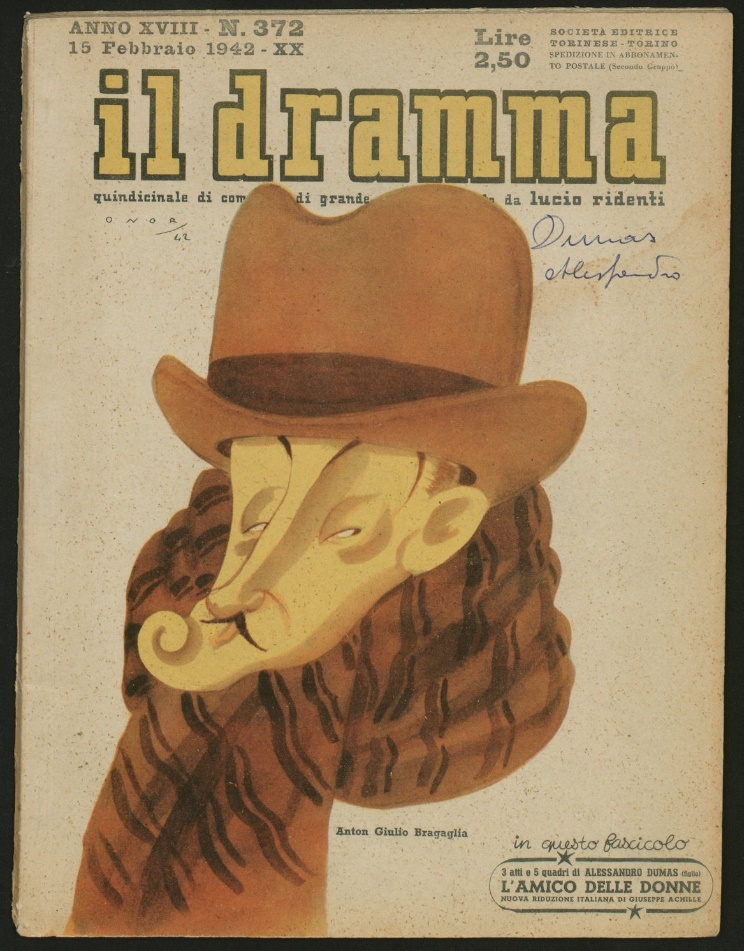 ANNO XVIII - N. 372
15 Febbraio 1942 - XX
Lire
2,50
SOCIETÀ EDITRICE
TORINESE - TORINO
SPEDIZIONE IN ABBONAMEN-
TO POSTALE (Secondo Gruppo)
il dramma
quindicinale di com di grande da lucio ridenti
ONOR
/42
Dumas
Alessandro
Anton Giulio Bragaglia
in questo fascicolo
3 atti e 5 quadri di ALESSANDRO DUMAS (figlio)
L'AMICO DELLE DONNE
NUOVA RIDUZIONE ITALIANA DI GIUSEPPE ACHILLE